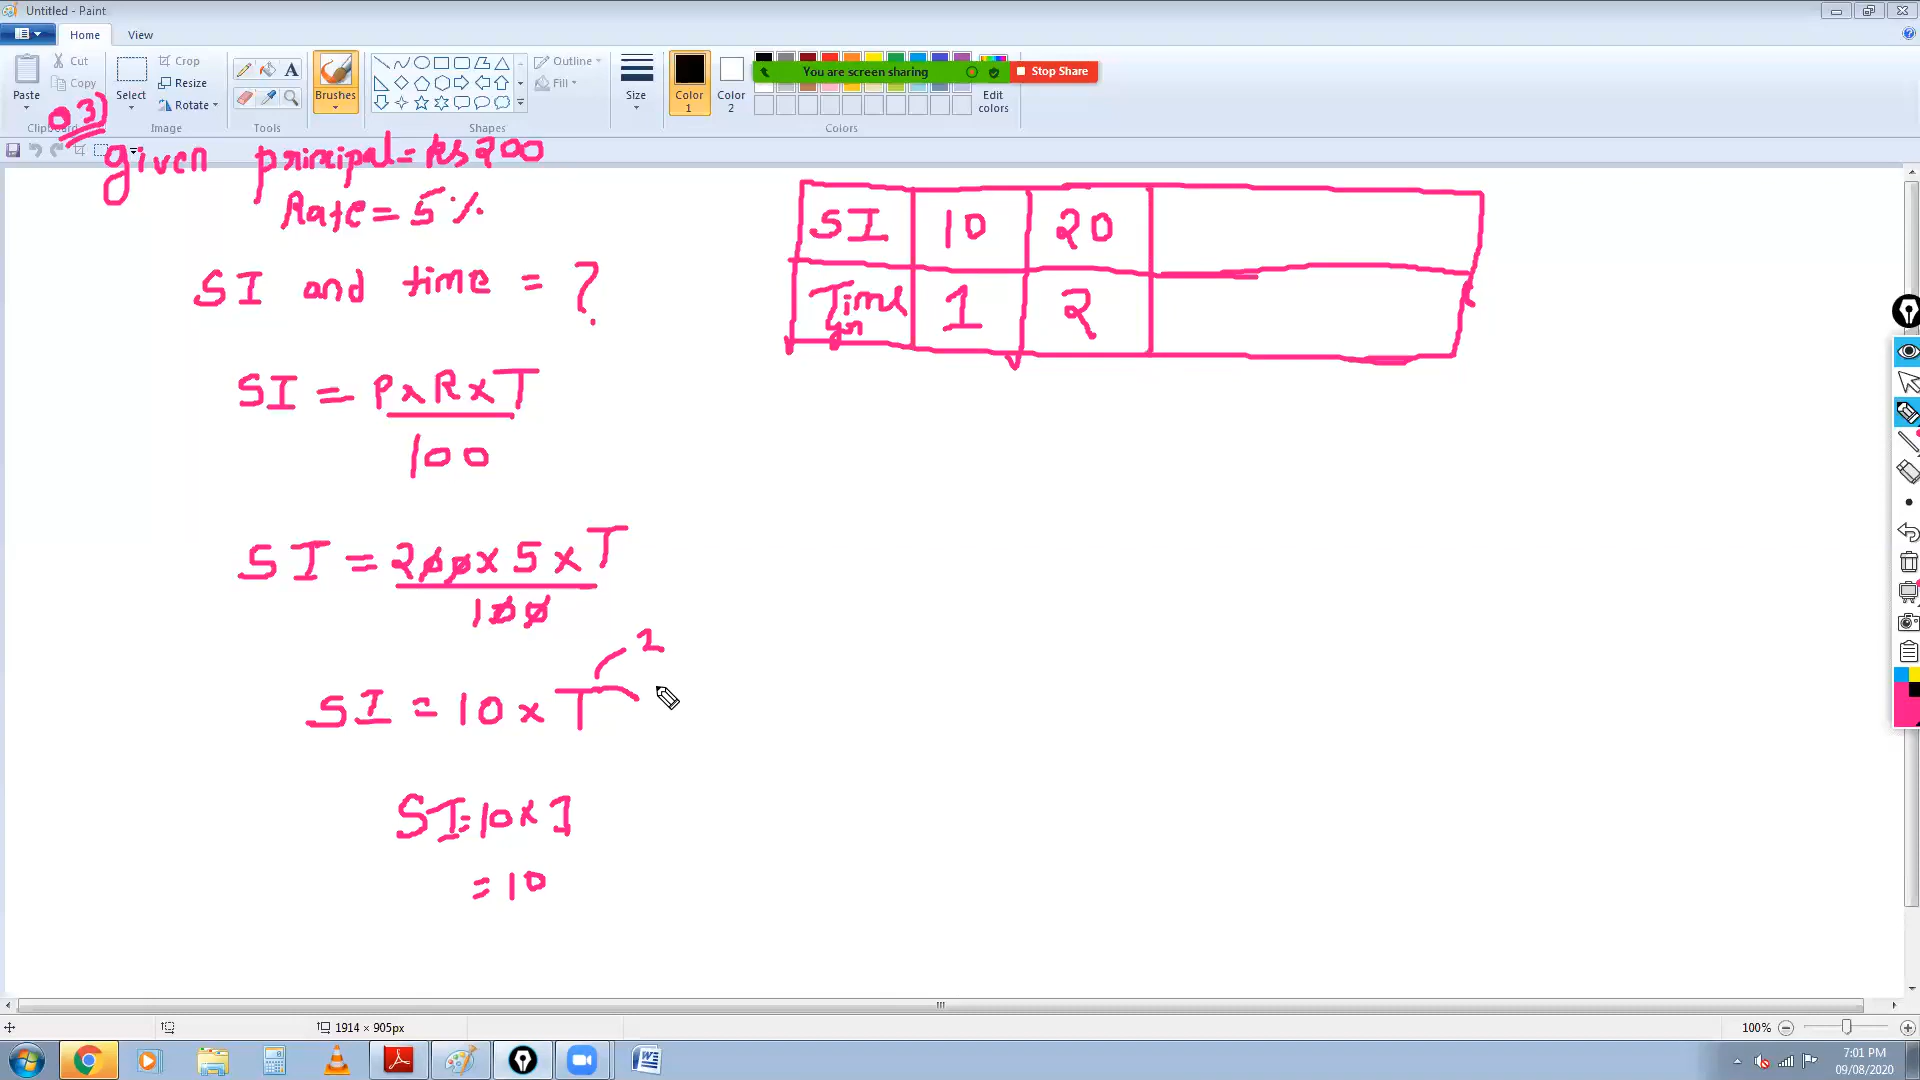 Untitled - Paint
Home View
Paste
Cut
Copy
Clipboard
Select
Crop
Resize
Rotate
Image
Tools
Brushes
Outline
Fill
Shapes
Size
Color 1
Color 2
Edit colors
Colors
You are screen sharing
Stop Share
Q3)
given principal = Rs 200
Rate = 5 %
SI and time = ?
SI = P x R x T
100
SI = 200 x 5 x T
100
1
SI = 10 x T
SI = 10 x 1
= 10
SI 10 20
Time 1 2
yr
1914 × 905px
100%
7:01 PM
09/08/2020